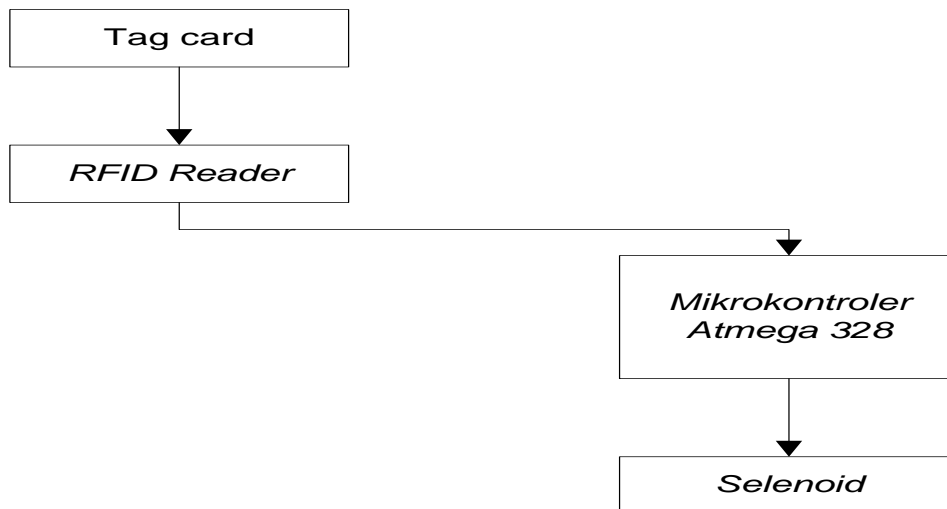 Tag card
RFID Reader
Mikrokontroler
Atmega 328
Selenoid